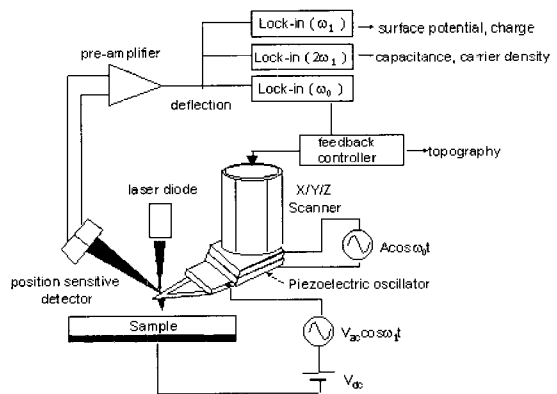 Lock-in (ω₁)
surface potential, charge
pre-amplifier
Lock-in (2ω₁)
capacitance, carrier density
deflection
Lock-in (ω₀)
feedback
controller
topography
laser diode
X/Y/Z
Scanner
Acosω₀t
position sensitive
detector
Piezoelectric oscillator
Sample
Vaccosω₁t
Vdc